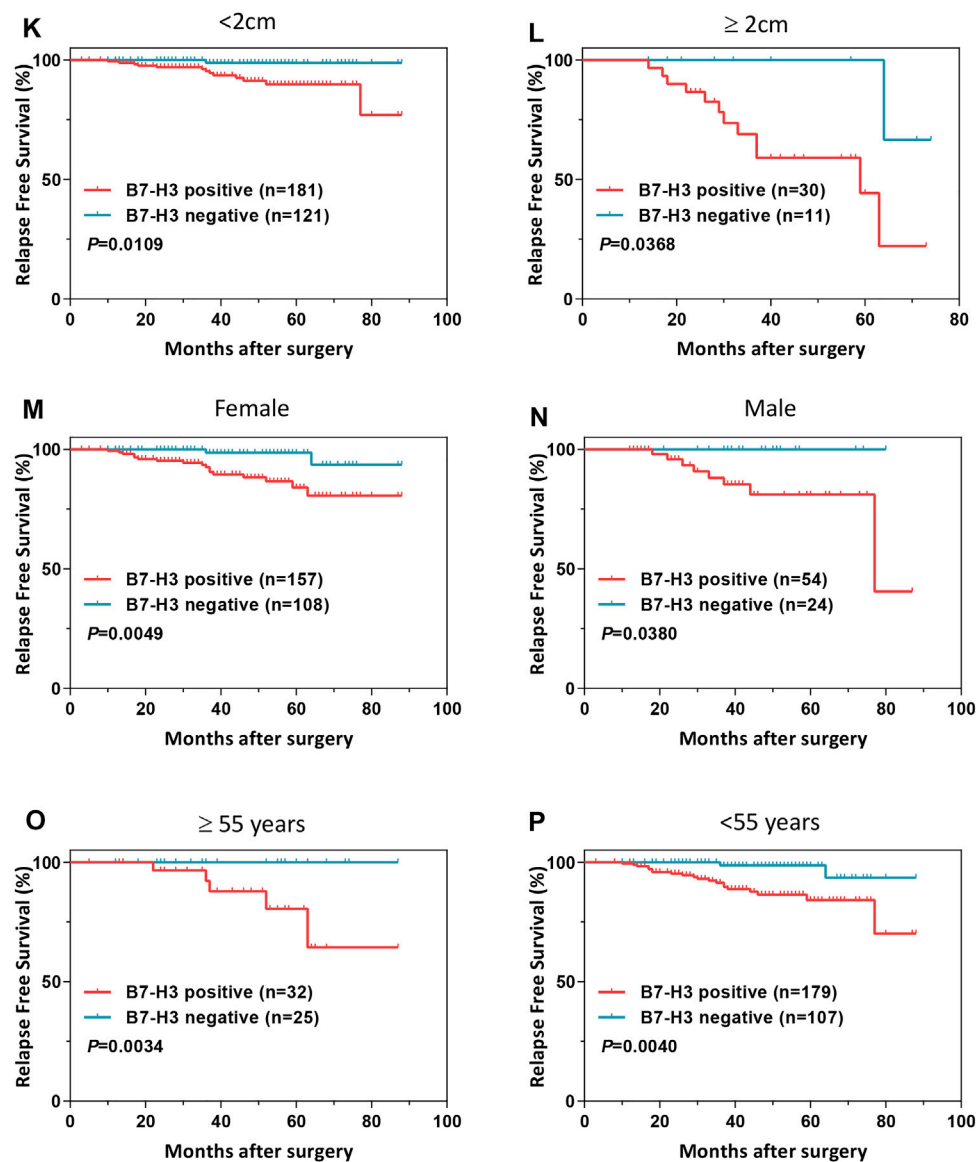 K
<2cm
Relapse Free Survival (%)
100
50
0
B7-H3 positive (n=181)
B7-H3 negative (n=121)
P=0.0109
0 20 40 60 80 100
Months after surgery
L
≥ 2cm
Relapse Free Survival (%)
100
50
0
B7-H3 positive (n=30)
B7-H3 negative (n=11)
P=0.0368
0 20 40 60 80
Months after surgery
M
Female
Relapse Free Survival (%)
100
50
0
B7-H3 positive (n=157)
B7-H3 negative (n=108)
P=0.0049
0 20 40 60 80 100
Months after surgery
N
Male
Relapse Free Survival (%)
100
50
0
B7-H3 positive (n=54)
B7-H3 negative (n=24)
P=0.0380
0 20 40 60 80 100
Months after surgery
O
≥ 55 years
Relapse Free Survival (%)
100
50
0
B7-H3 positive (n=32)
B7-H3 negative (n=25)
P=0.0034
0 20 40 60 80 100
Months after surgery
P
<55 years
Relapse Free Survival (%)
100
50
0
B7-H3 positive (n=179)
B7-H3 negative (n=107)
P=0.0040
0 20 40 60 80 100
Months after surgery